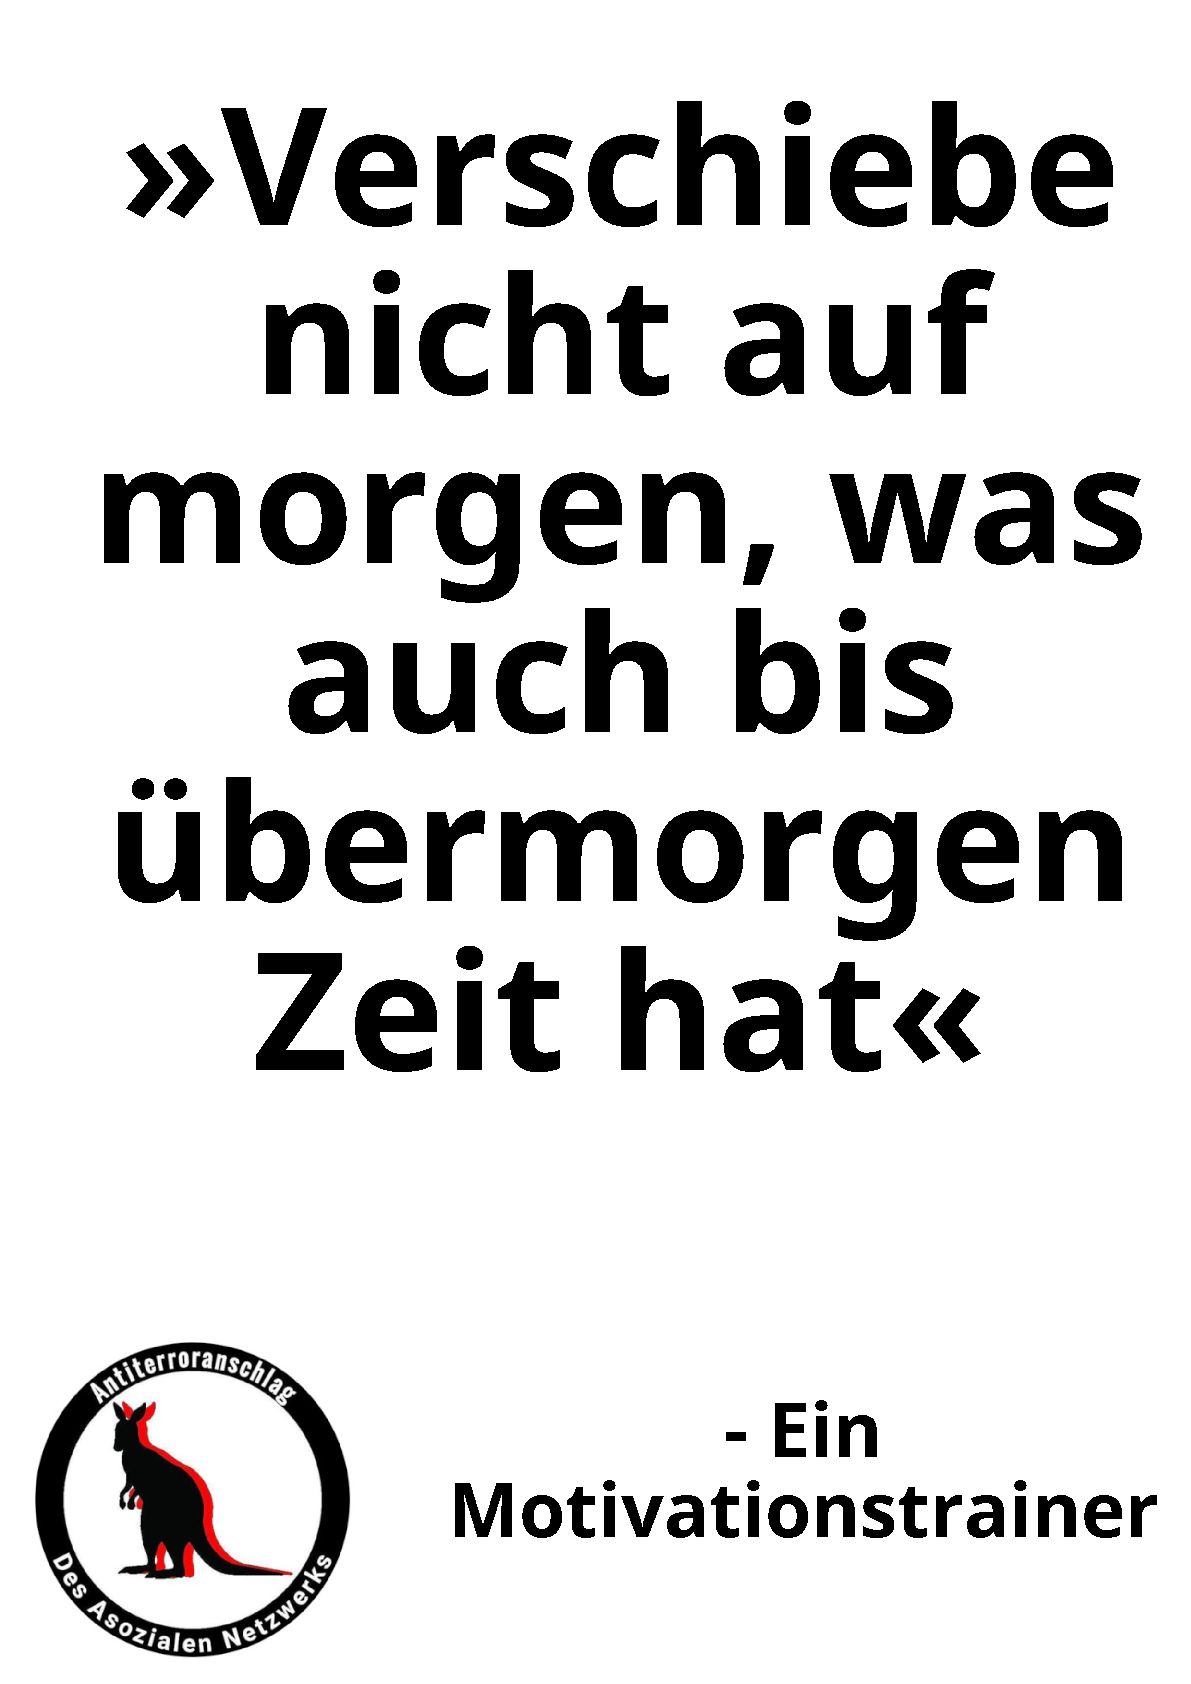 »Verschiebe
nicht auf
morgen, was
auch bis
übermorgen
Zeit hat«
Antiterroranschlag
Des Asozialen Netzwerks
- Ein
Motivationstrainer